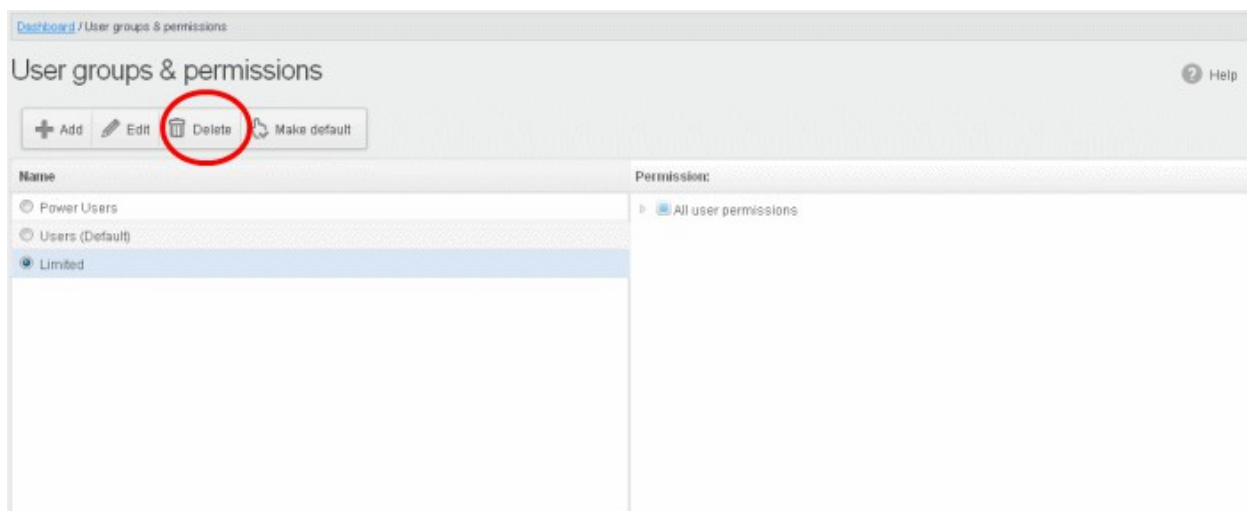 Dashboard / User groups & permissions
User groups & permissions
Help
Add Edit Delete Make default
Name
Permission:
Power Users
All user permissions
Users (Default)
Limited